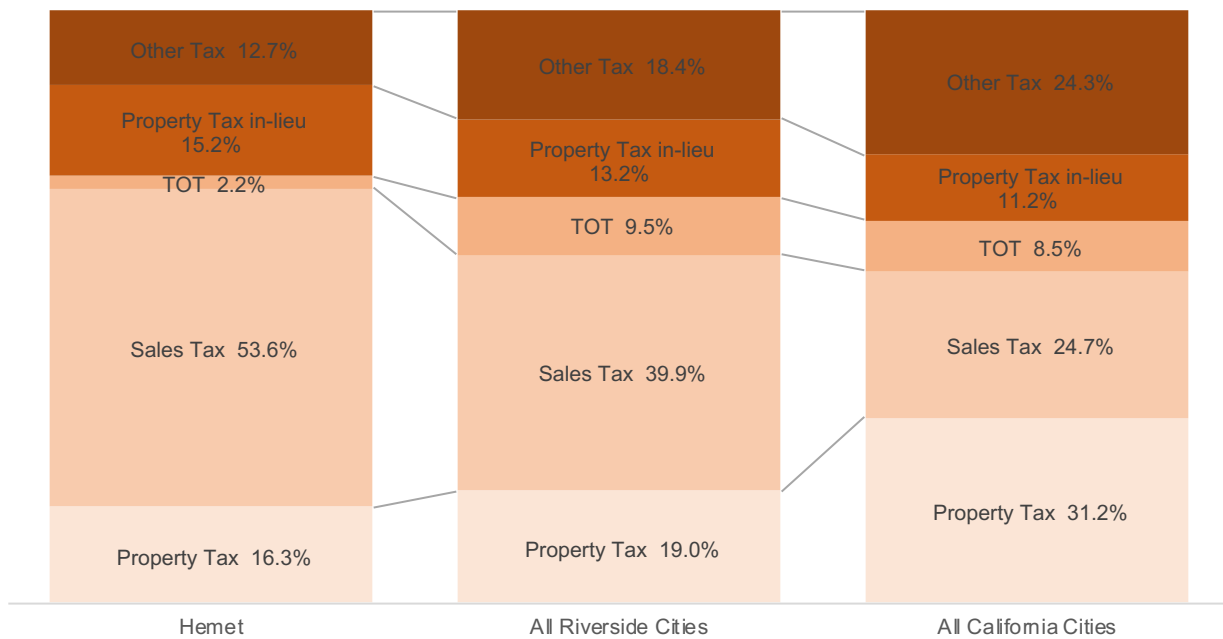 Other Tax 12.7%
Property Tax in-lieu
15.2%
TOT 2.2%
Sales Tax 53.6%
Property Tax 16.3%
Hemet
Other Tax 18.4%
Property Tax in-lieu
13.2%
TOT 9.5%
Sales Tax 39.9%
Property Tax 19.0%
All Riverside Cities
Other Tax 24.3%
Property Tax in-lieu
11.2%
TOT 8.5%
Sales Tax 24.7%
Property Tax 31.2%
All California Cities